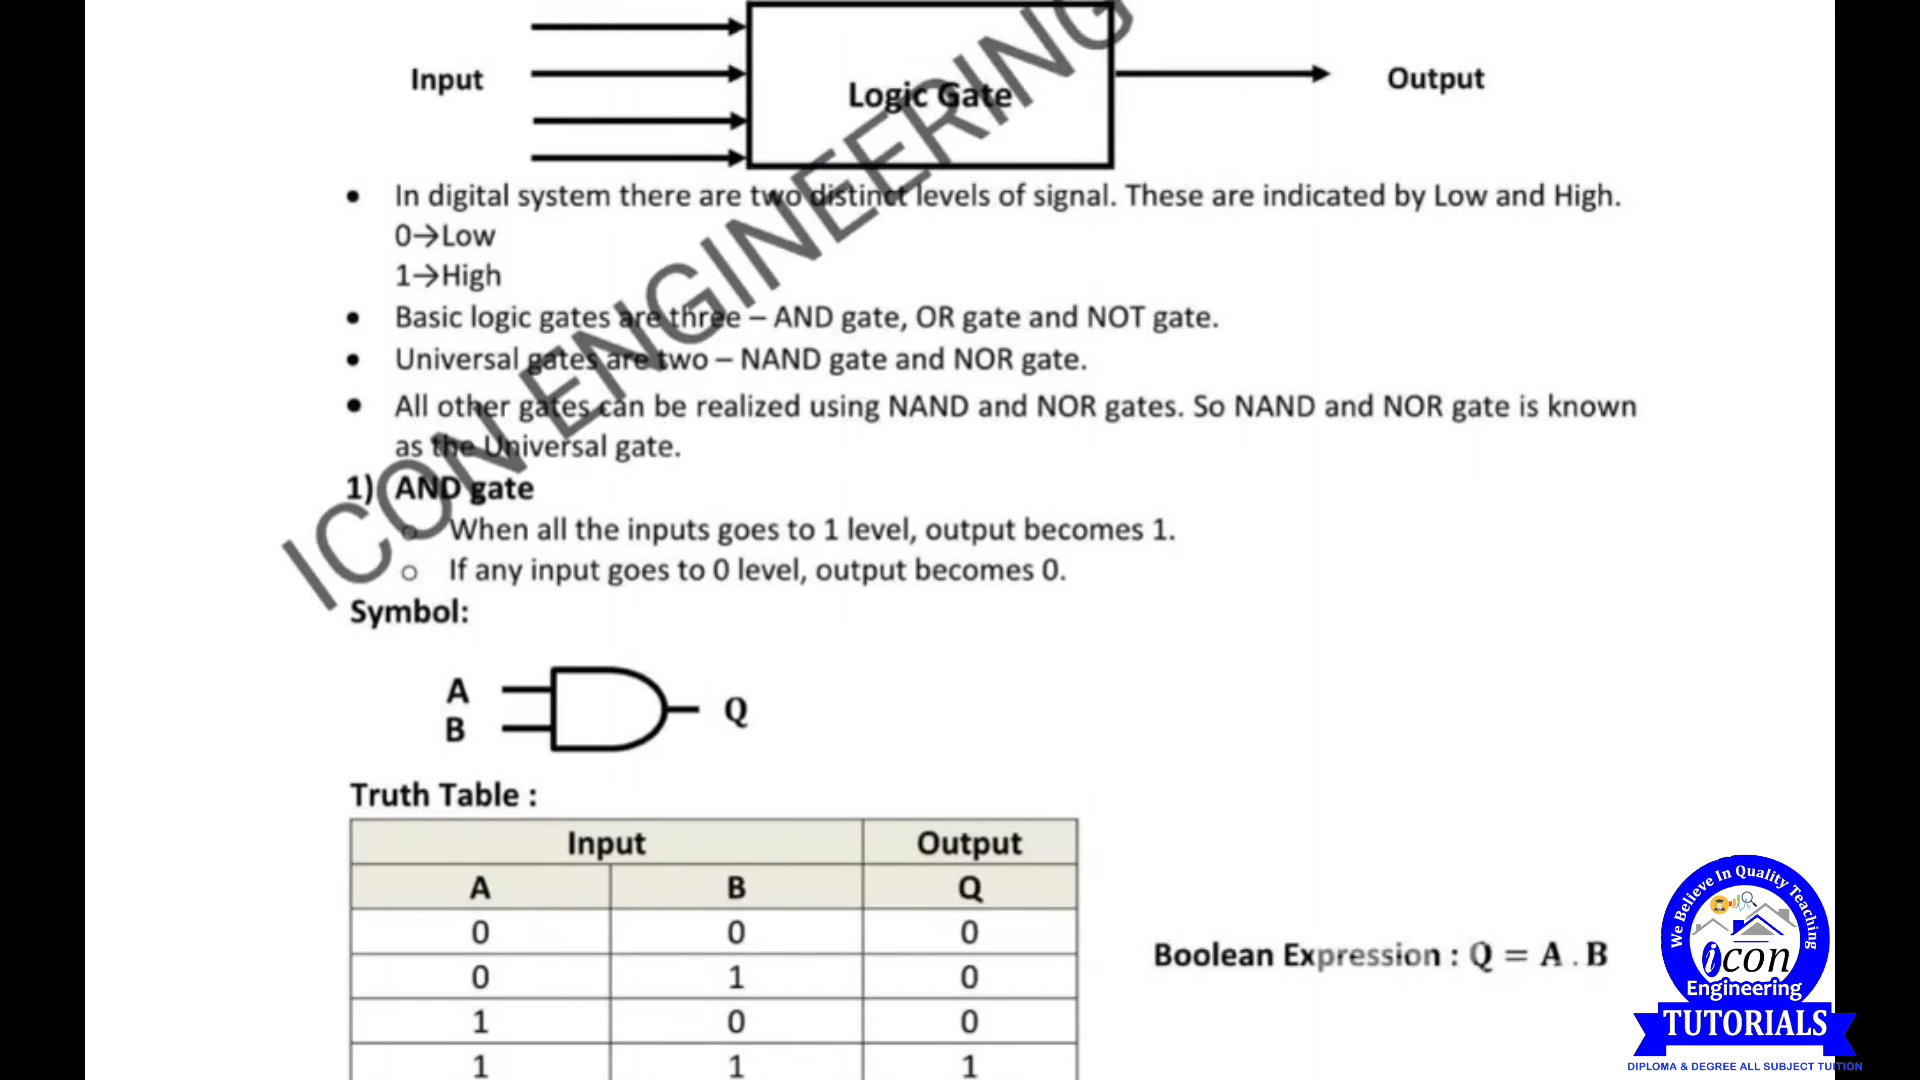 Input
Logic Gate
Output
• In digital system there are two distinct levels of signal. These are indicated by Low and High.
0→Low
1→High
• Basic logic gates are three – AND gate, OR gate and NOT gate.
• Universal gates are two – NAND gate and NOR gate.
• All other gates can be realized using NAND and NOR gates. So NAND and NOR gate is known
as the Universal gate.
1) AND gate
o When all the inputs goes to 1 level, output becomes 1.
o If any input goes to 0 level, output becomes 0.
Symbol:
A
B
Q
Truth Table :
Input Output
A B Q
0 0 0
0 1 0
1 0 0
1 1 1
Boolean Expression : Q = A . B
ICON ENGINEERING
We Believe In Quality Teaching
icon
Engineering
TUTORIALS
DIPLOMA & DEGREE ALL SUBJECT TUITION